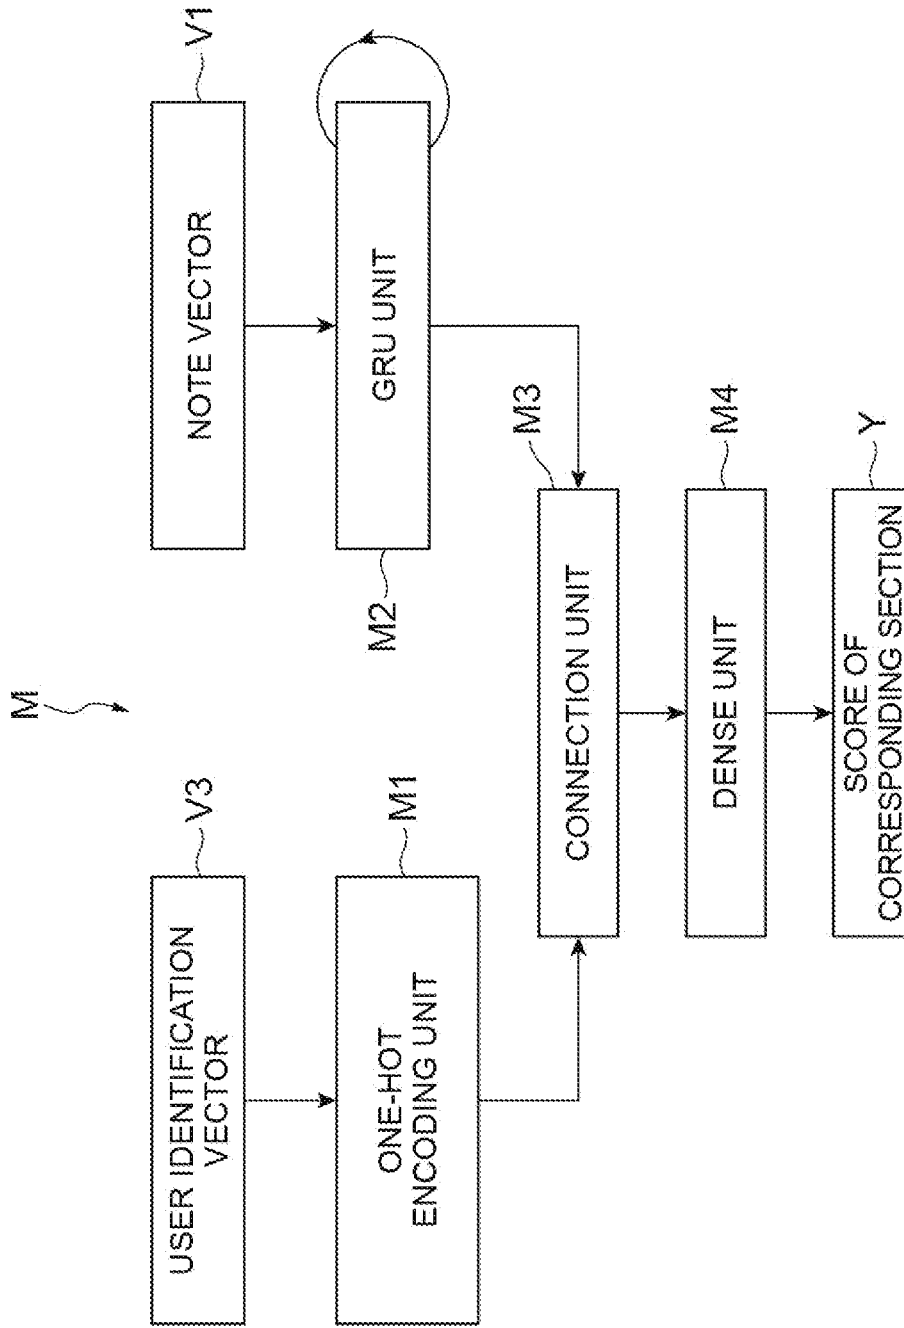 M
V3
USER IDENTIFICATION
VECTOR
M1
ONE-HOT
ENCODING UNIT
V1
NOTE VECTOR
M2
GRU UNIT
M3
CONNECTION UNIT
M4
DENSE UNIT
Y
SCORE OF
CORRESPONDING SECTION